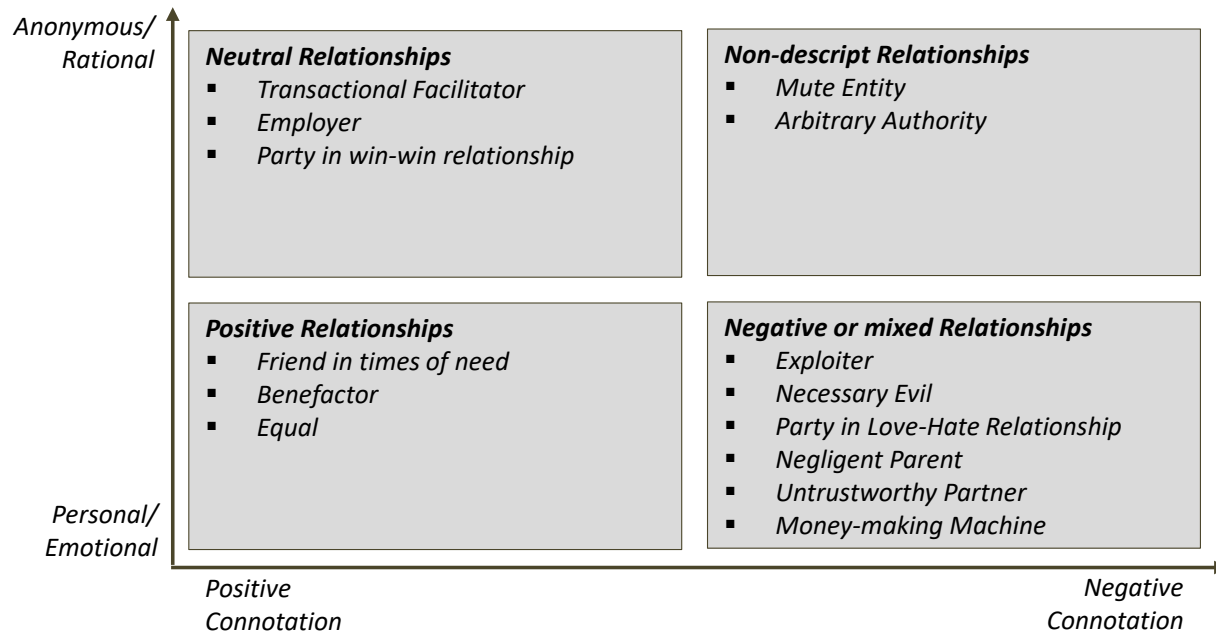 Anonymous/
Rational
Neutral Relationships
▪ Transactional Facilitator
▪ Employer
▪ Party in win-win relationship
Non-descript Relationships
▪ Mute Entity
▪ Arbitrary Authority
Positive Relationships
▪ Friend in times of need
▪ Benefactor
▪ Equal
Negative or mixed Relationships
▪ Exploiter
▪ Necessary Evil
▪ Party in Love-Hate Relationship
▪ Negligent Parent
▪ Untrustworthy Partner
▪ Money-making Machine
Personal/
Emotional
Positive
Connotation
Negative
Connotation